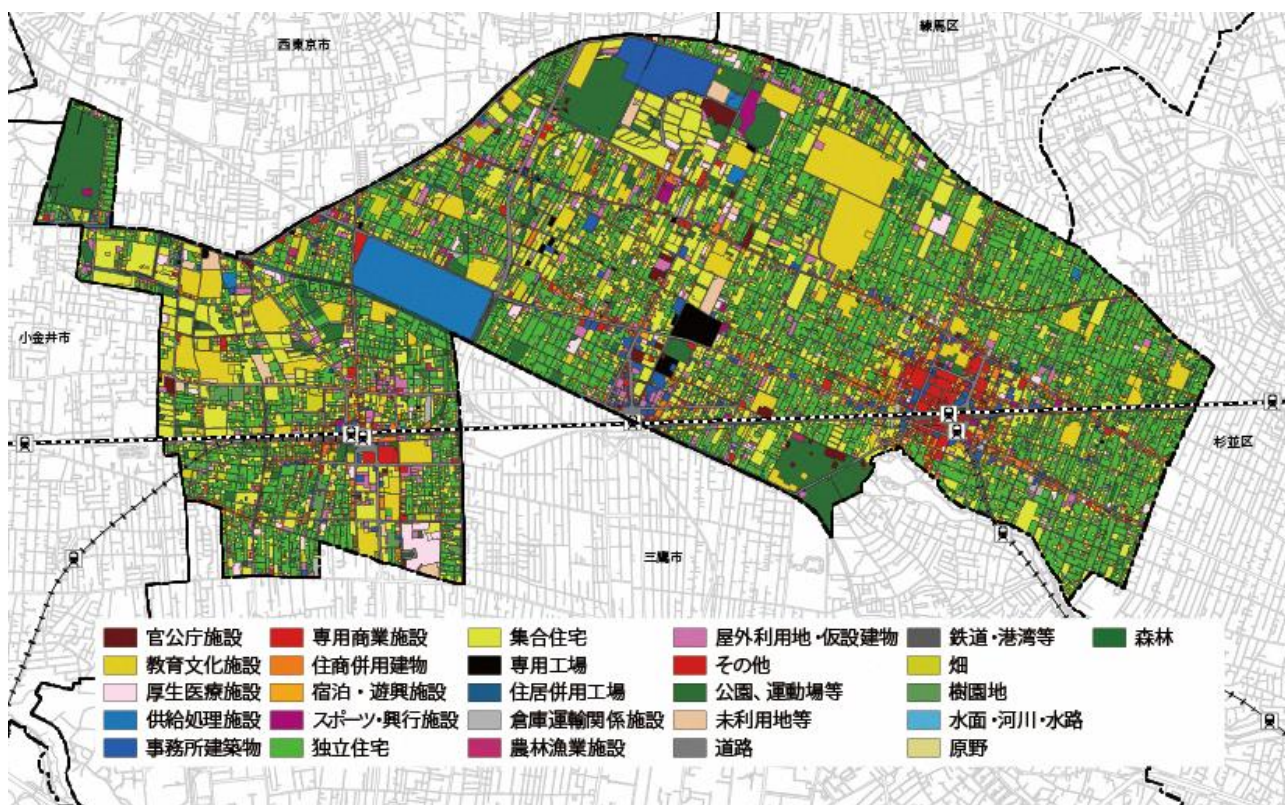 練馬区
西東京市
小金井市
杉並区
三鷹市
官公庁施設 専用商業施設 集合住宅 屋外利用地・仮設建物 鉄道・港湾等 森林
教育文化施設 住商併用建物 専用工場 その他 畑
厚生医療施設 宿泊・遊興施設 住居併用工場 公園、運動場等 樹園地
供給処理施設 スポーツ・興行施設 倉庫運輸関係施設 未利用地等 水面・河川・水路
事務所建築物 独立住宅 農林漁業施設 道路 原野